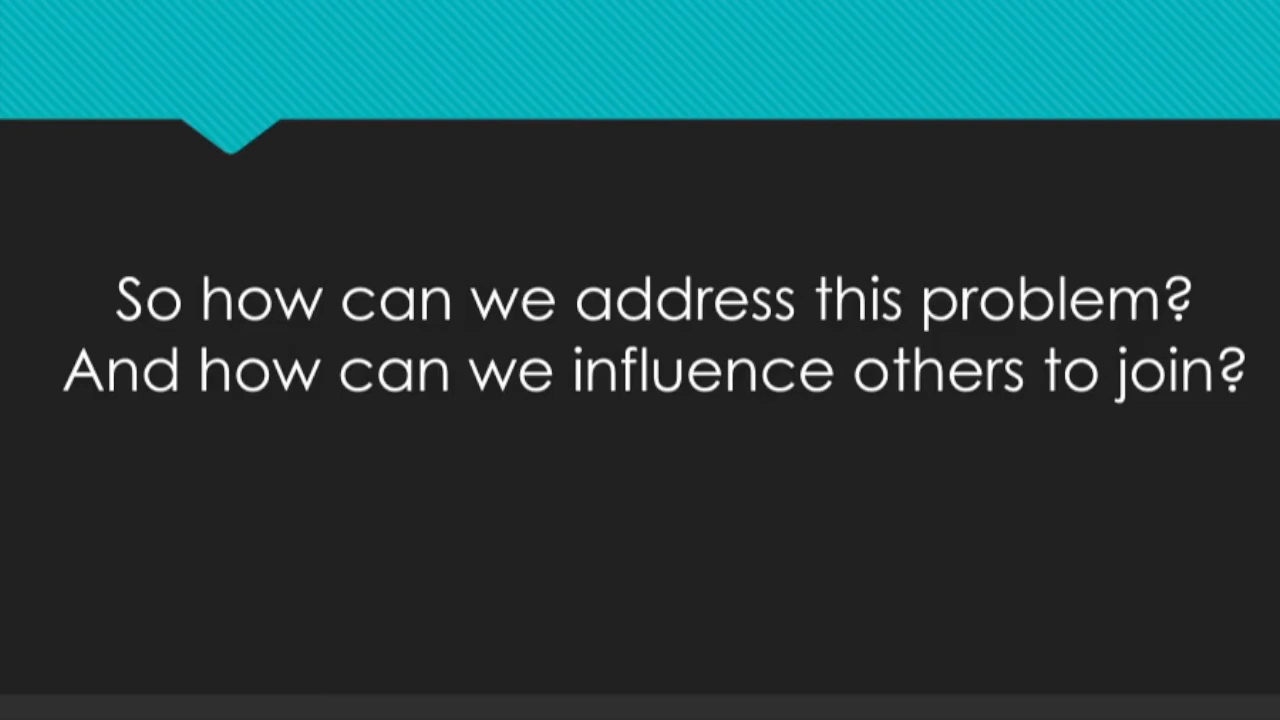 So how can we address this problem?
And how can we influence others to join?